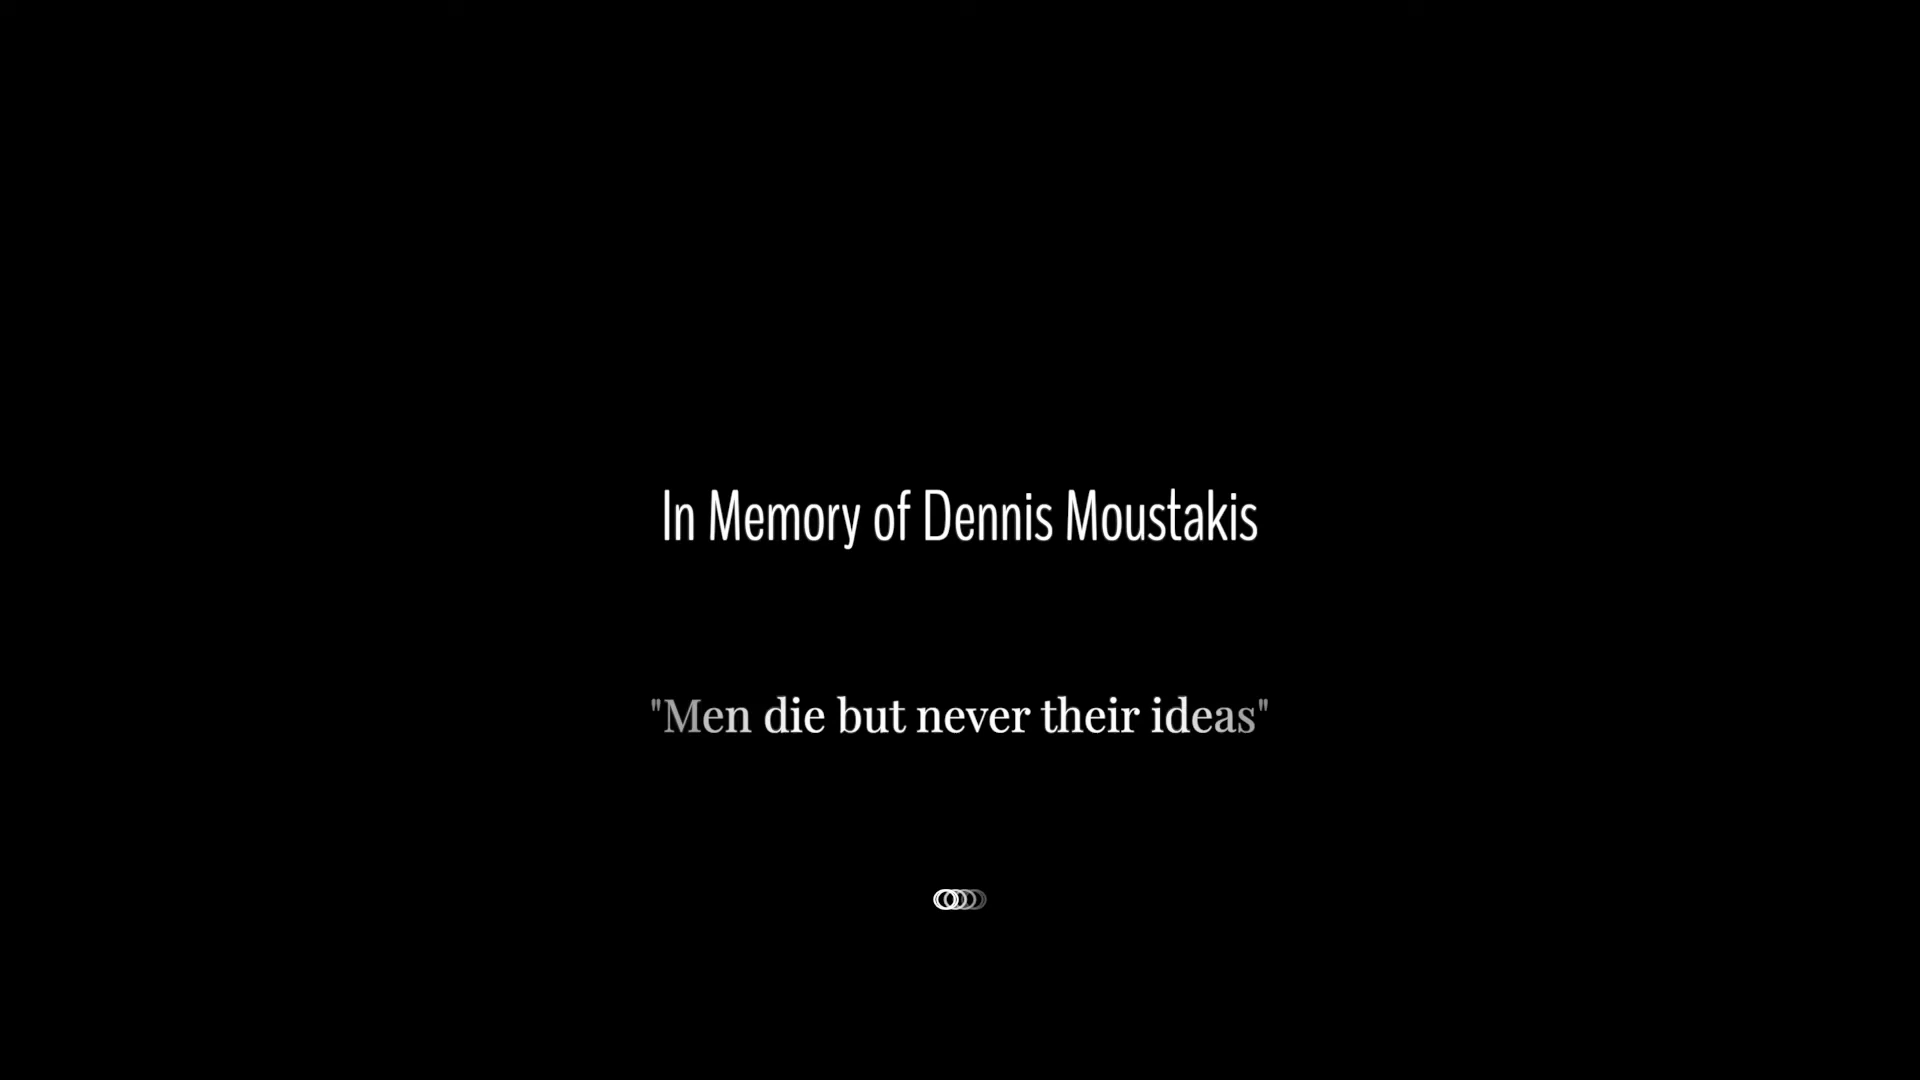 In Memory of Dennis Moustakis
"Men die but never their ideas"